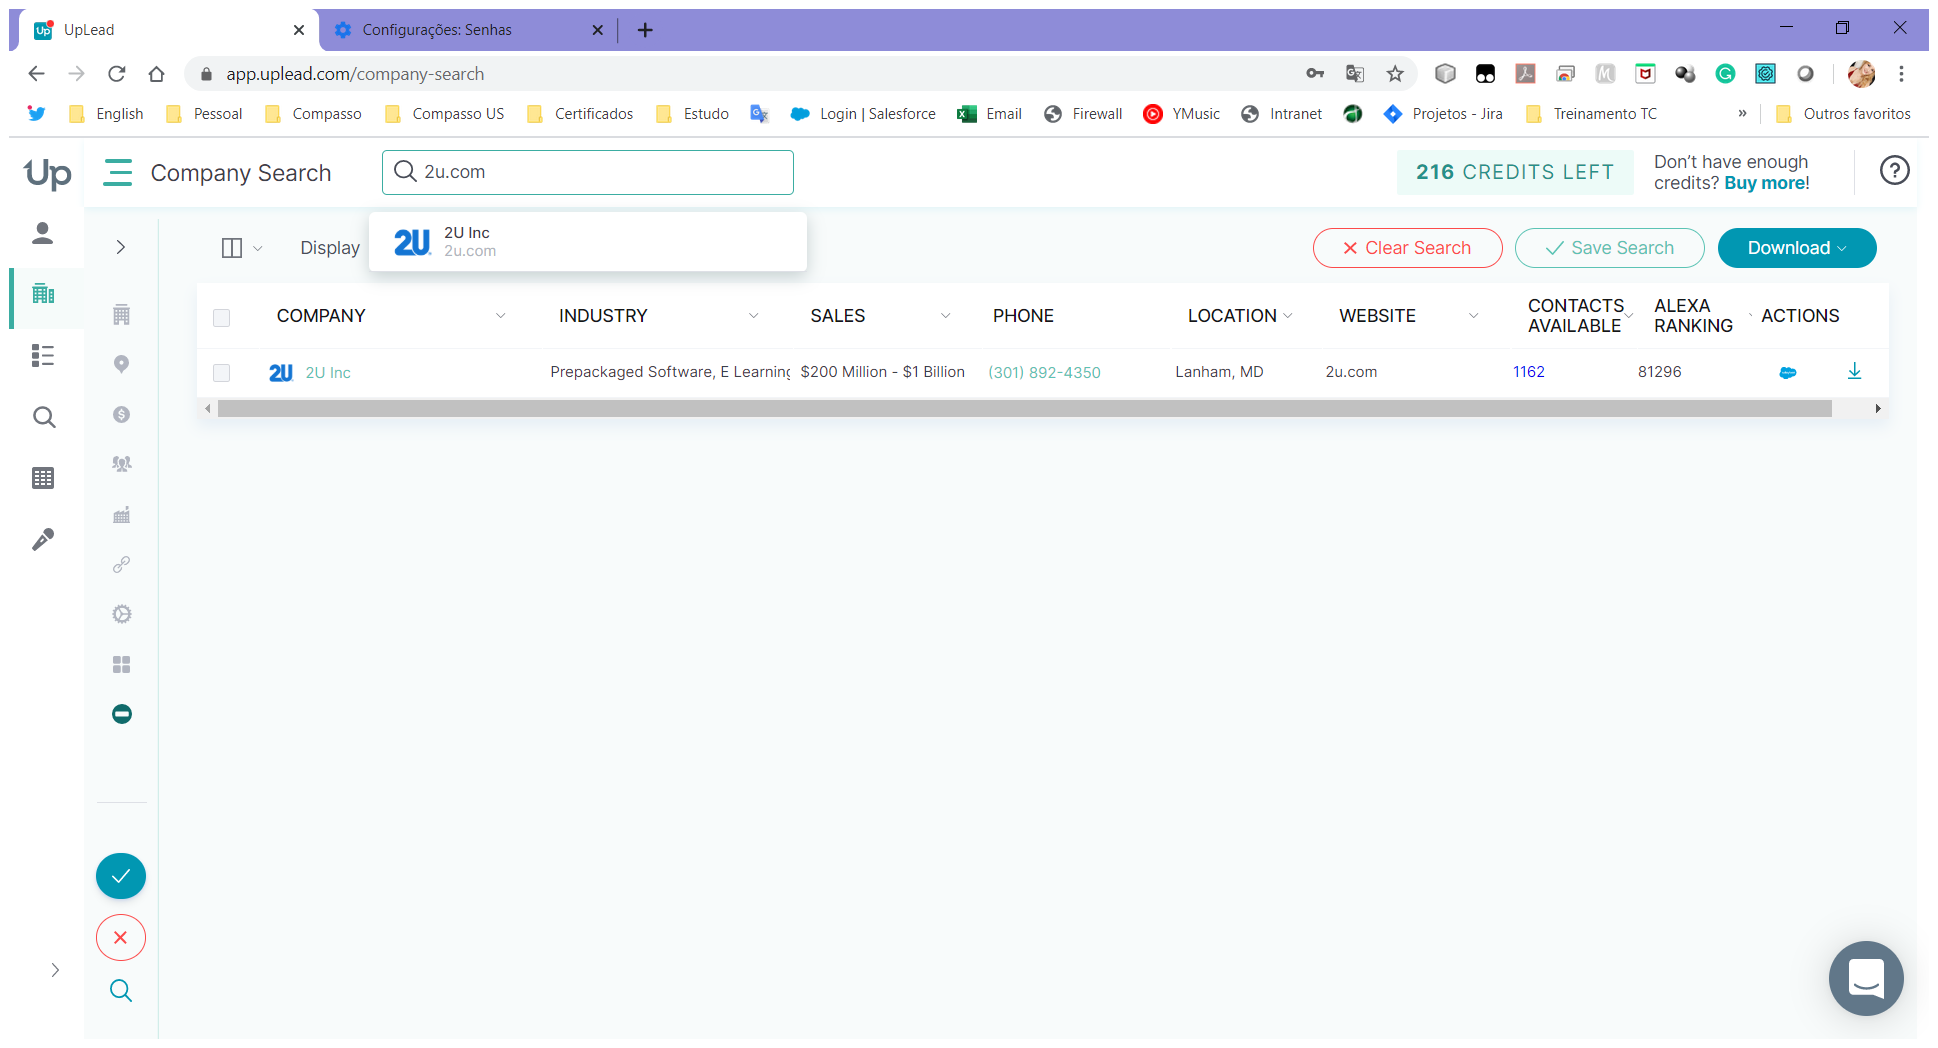 Up UpLead
Configurações: Senhas
app.uplead.com/company-search
English Pessoal Compasso Compasso US Certificados Estudo Login | Salesforce Email Firewall YMusic Intranet Projetos - Jira Treinamento TC » Outros favoritos
Up Company Search 2u.com 216 CREDITS LEFT Don't have enough
credits? Buy more!
2U 2U Inc
2u.com
Display Clear Search Save Search Download
COMPANY INDUSTRY SALES PHONE LOCATION WEBSITE CONTACTS AVAILABLE ALEXA RANKING ACTIONS
2U 2U Inc Prepackaged Software, E Learning $200 Million - $1 Billion (301) 892-4350 Lanham, MD 2u.com 1162 81296